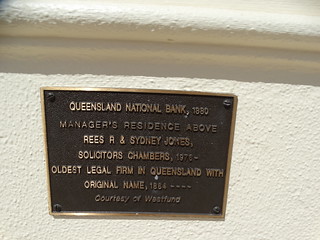 QUEENSLAND NATIONAL BANK, 1880
MANAGER'S RESIDENCE ABOVE
REES R & SYDNEY JONES,
SOLICITORS CHAMBERS, 1975-
OLDEST LEGAL FIRM IN QUEENSLAND WITH
ORIGINAL NAME, 1864 ----
Courtesy of Westfund